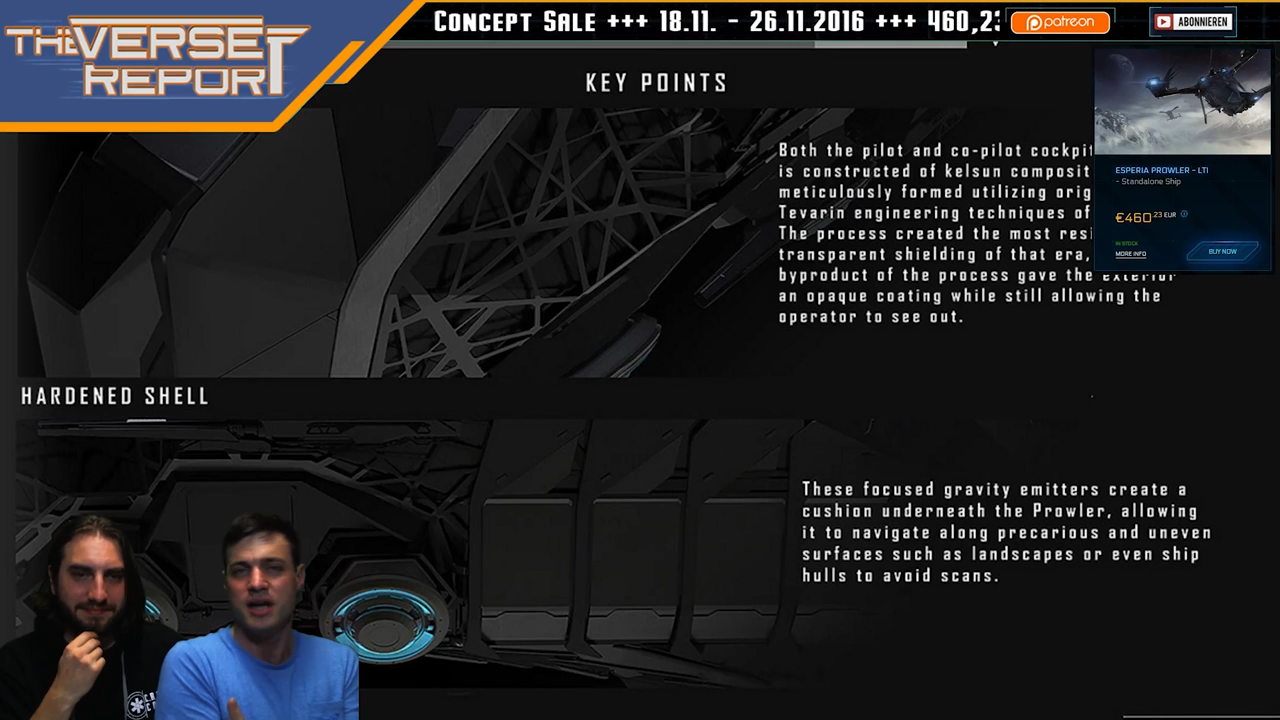 THE VERSE
REPORT
CONCEPT SALE +++ 18.11. - 26.11.2016 +++ 460,23
patreon
ABONNIEREN
KEY POINTS
Both the pilot and co-pilot cockpit
is constructed of kelsun
meticulously formed utilizing
Tevarin engineering techniques of
The process created the most
transparent shielding of that era,
byproduct of the process gave the exterior
an opaque coating while still allowing the
operator to see out.
ESPERIA PROWLER - LTI
- Standalone Ship
€460.23 EUR
IN STOCK
MORE INFO
BUY NOW
HARDENED SHELL
These focused gravity emitters create a
cushion underneath the Prowler, allowing
it to navigate along precarious and uneven
surfaces such as landscapes or even ship
hulls to avoid scans.